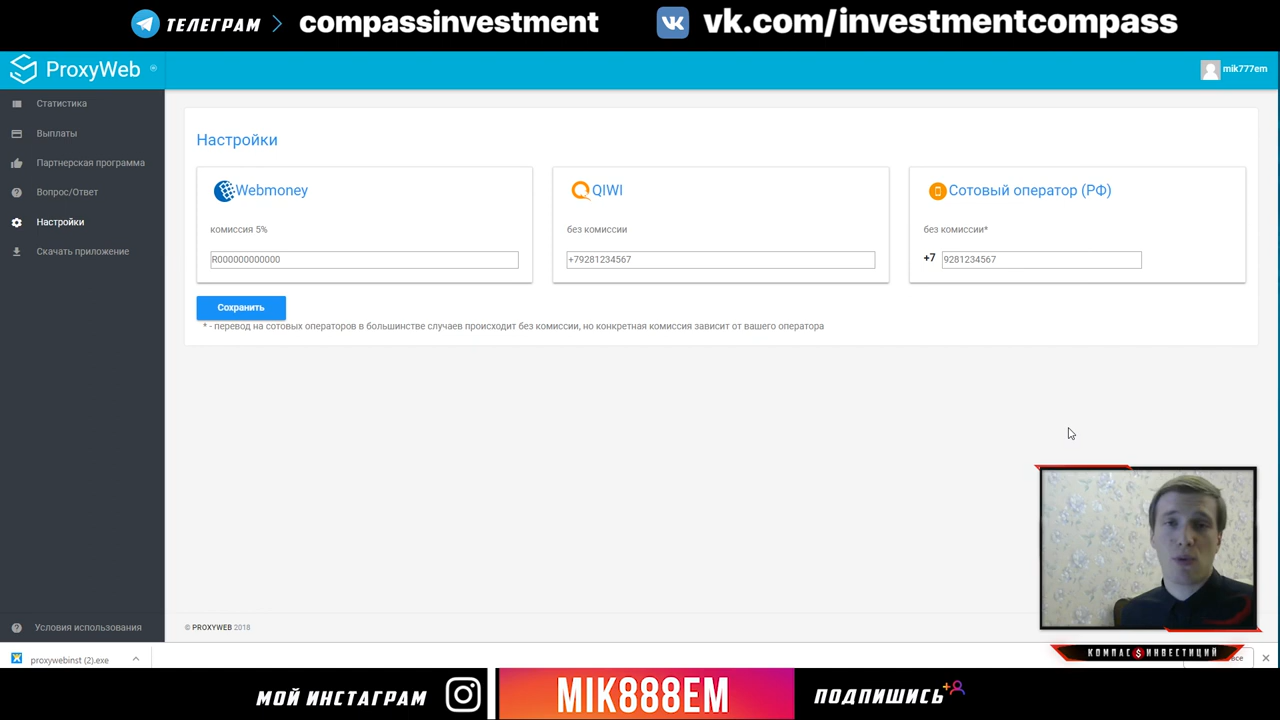 ТЕЛЕГРАМ > compassinvestment
vk.com/investmentcompass
ProxyWeb
mik777em
Статистика
Выплаты
Партнерская программа
Вопрос/Ответ
Настройки
Скачать приложение
Настройки
Webmoney
комиссия 5%
R000000000000
QIWI
без комиссии
+79281234567
Сотовый оператор (РФ)
без комиссии*
+7 9281234567
Сохранить
* - перевод на сотовых операторов в большинстве случаев происходит без комиссии, но конкретная комиссия зависит от вашего оператора
Условия использования
© PROXYWEB 2018
proxywebinst (2).exe
КОМПАС $ ИНВЕСТИЦИЙ
МОЙ ИНСТАГРАМ
MIK888EM
ПОДПИШИСЬ